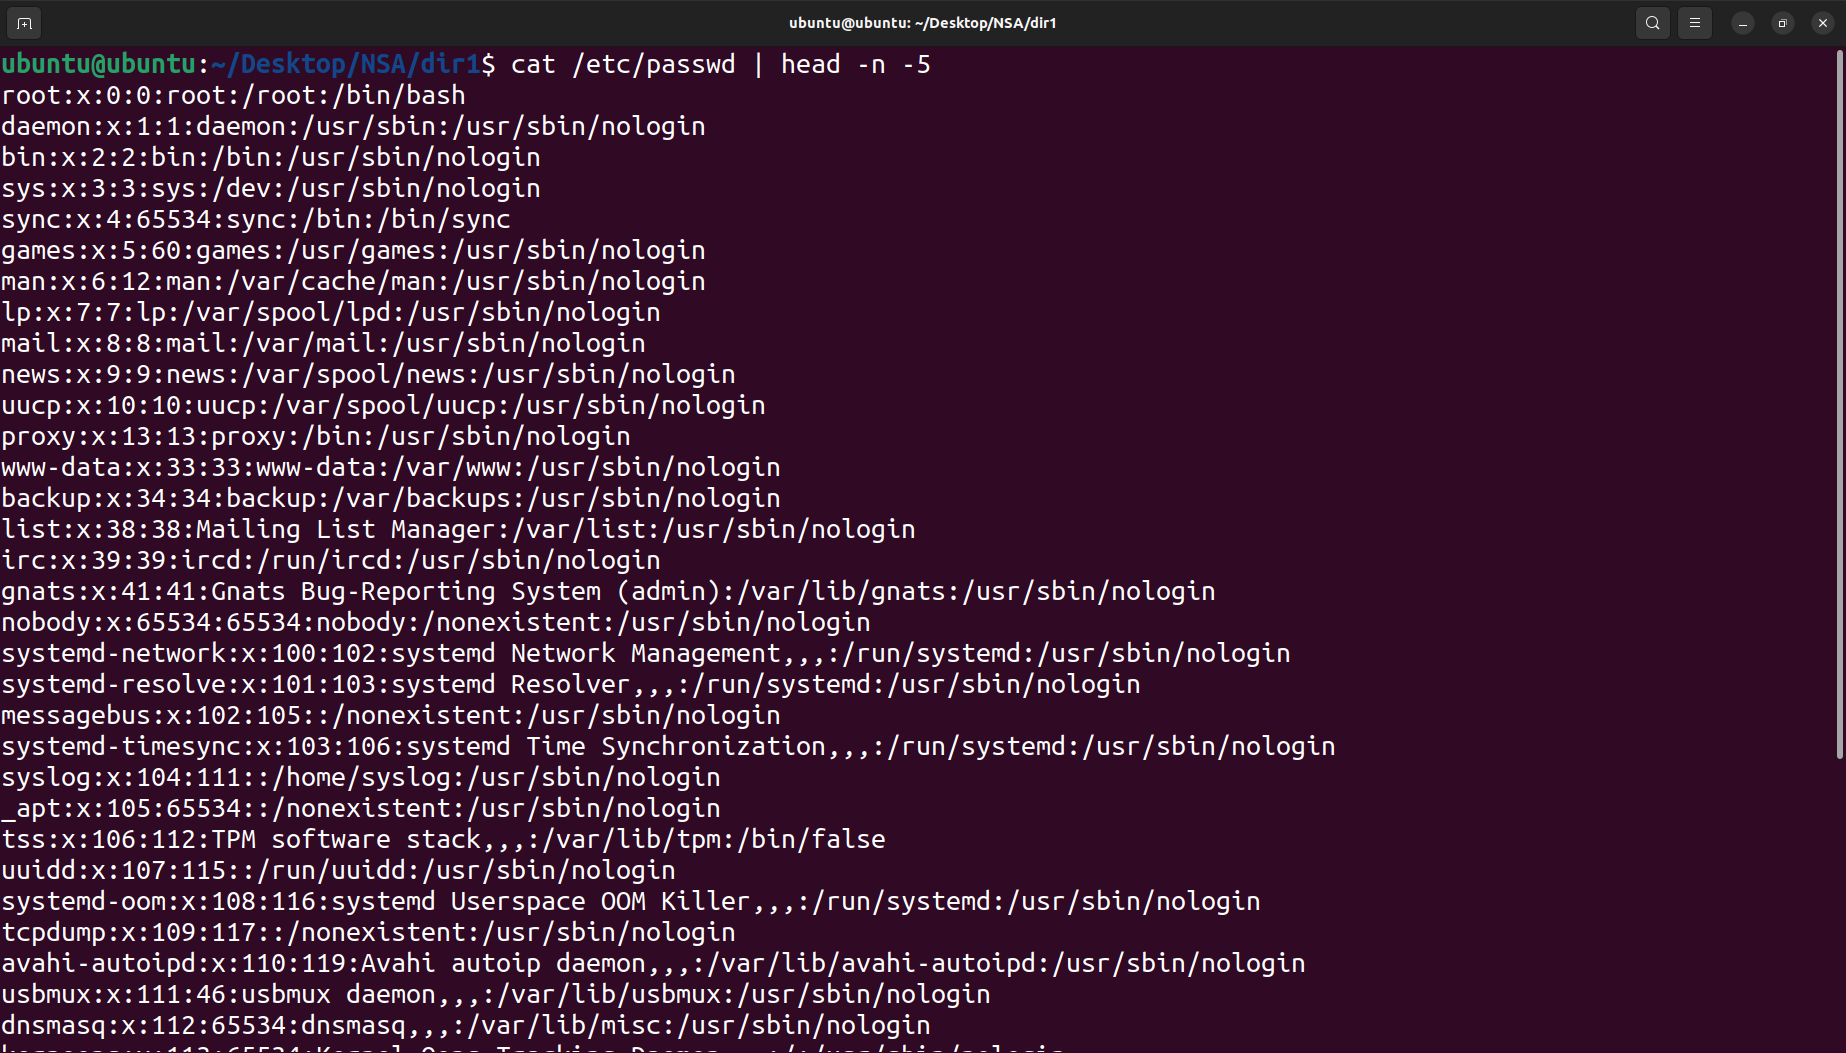 ubuntu@ubuntu: ~/Desktop/NSA/dir1
ubuntu@ubuntu:~/Desktop/NSA/dir1$ cat /etc/passwd | head -n -5
root:x:0:0:root:/root:/bin/bash
daemon:x:1:1:daemon:/usr/sbin:/usr/sbin/nologin
bin:x:2:2:bin:/bin:/usr/sbin/nologin
sys:x:3:3:sys:/dev:/usr/sbin/nologin
sync:x:4:65534:sync:/bin:/bin/sync
games:x:5:60:games:/usr/games:/usr/sbin/nologin
man:x:6:12:man:/var/cache/man:/usr/sbin/nologin
lp:x:7:7:lp:/var/spool/lpd:/usr/sbin/nologin
mail:x:8:8:mail:/var/mail:/usr/sbin/nologin
news:x:9:9:news:/var/spool/news:/usr/sbin/nologin
uucp:x:10:10:uucp:/var/spool/uucp:/usr/sbin/nologin
proxy:x:13:13:proxy:/bin:/usr/sbin/nologin
www-data:x:33:33:www-data:/var/www:/usr/sbin/nologin
backup:x:34:34:backup:/var/backups:/usr/sbin/nologin
list:x:38:38:Mailing List Manager:/var/list:/usr/sbin/nologin
irc:x:39:39:ircd:/run/ircd:/usr/sbin/nologin
gnats:x:41:41:Gnats Bug-Reporting System (admin):/var/lib/gnats:/usr/sbin/nologin
nobody:x:65534:65534:nobody:/nonexistent:/usr/sbin/nologin
systemd-network:x:100:102:systemd Network Management,,,:/run/systemd:/usr/sbin/nologin
systemd-resolve:x:101:103:systemd Resolver,,,:/run/systemd:/usr/sbin/nologin
messagebus:x:102:105::/nonexistent:/usr/sbin/nologin
systemd-timesync:x:103:106:systemd Time Synchronization,,,:/run/systemd:/usr/sbin/nologin
syslog:x:104:111::/home/syslog:/usr/sbin/nologin
_apt:x:105:65534::/nonexistent:/usr/sbin/nologin
tss:x:106:112:TPM software stack,,,:/var/lib/tpm:/bin/false
uuidd:x:107:115::/run/uuidd:/usr/sbin/nologin
systemd-oom:x:108:116:systemd Userspace OOM Killer,,,:/run/systemd:/usr/sbin/nologin
tcpdump:x:109:117::/nonexistent:/usr/sbin/nologin
avahi-autoipd:x:110:119:Avahi autoip daemon,,,:/var/lib/avahi-autoipd:/usr/sbin/nologin
usbmux:x:111:46:usbmux daemon,,,:/var/lib/usbmux:/usr/sbin/nologin
dnsmasq:x:112:65534:dnsmasq,,,:/var/lib/misc:/usr/sbin/nologin